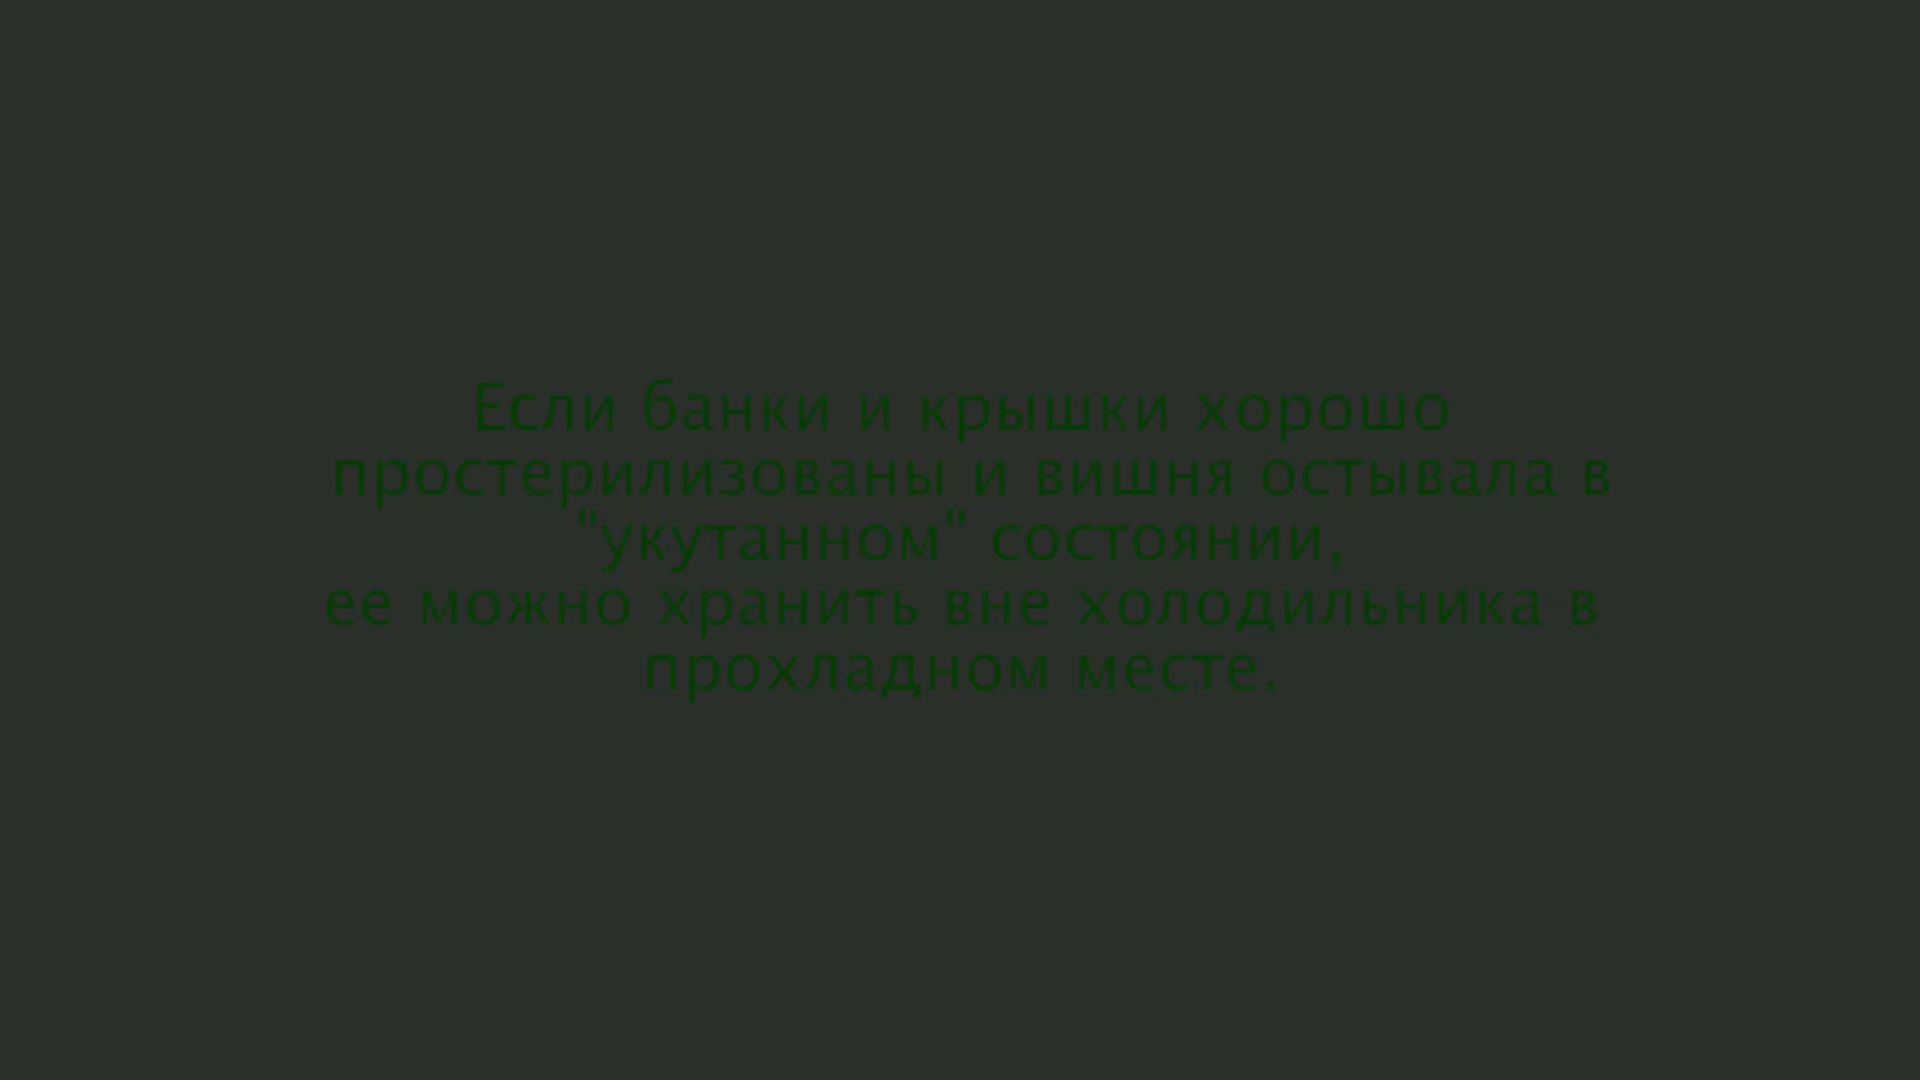 Если банки и крышки хорошо
простерилизованы и вишня остывала в
"укутанном" состоянии,
ее можно хранить вне холодильника в
прохладном месте.